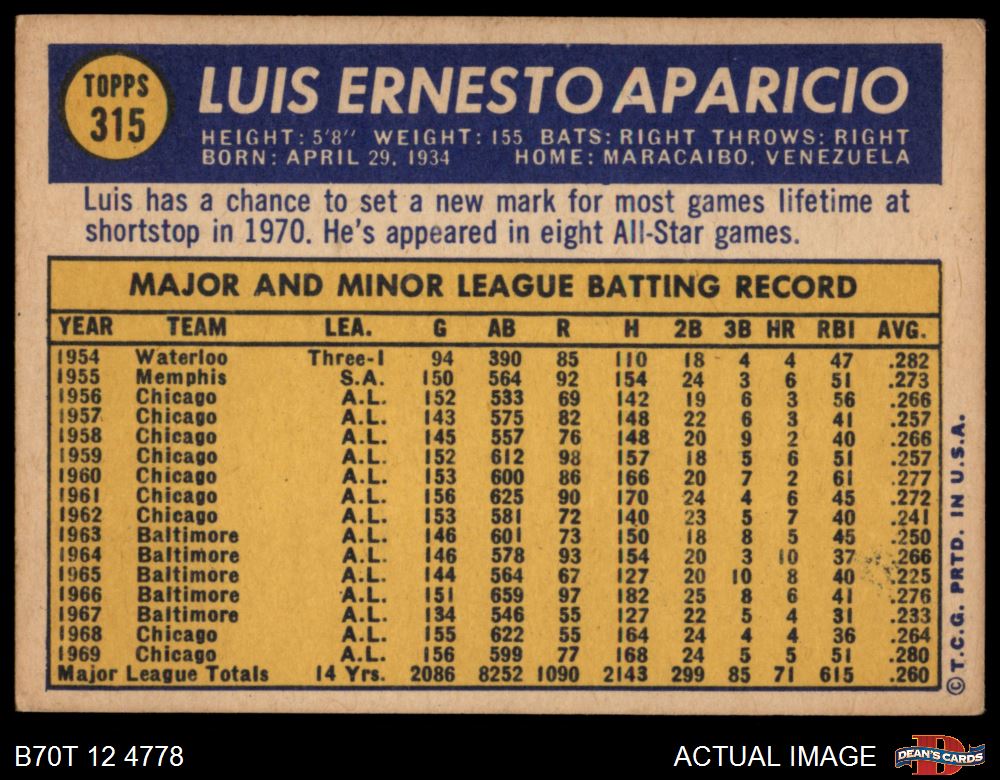 TOPPS
315
LUIS ERNESTO APARICIO
HEIGHT: 5'8" WEIGHT: 155 BATS: RIGHT THROWS: RIGHT
BORN: APRIL 29, 1934 HOME: MARACAIBO, VENEZUELA
Luis has a chance to set a new mark for most games lifetime at
shortstop in 1970. He's appeared in eight All-Star games.
MAJOR AND MINOR LEAGUE BATTING RECORD
YEAR TEAM LEA. G AB R H 2B 3B HR RBI AVG.
1954 Waterloo Three-I 94 390 85 110 18 4 4 47 .282
1955 Memphis S.A. 150 564 92 154 24 3 6 51 .273
1956 Chicago A.L. 152 533 69 142 19 6 3 56 .266
1957 Chicago A.L. 143 575 82 148 22 6 3 41 .257
1958 Chicago A.L. 145 557 76 148 20 9 2 40 .266
1959 Chicago A.L. 152 612 98 157 18 5 6 51 .257
1960 Chicago A.L. 153 600 86 166 20 7 2 61 .277
1961 Chicago A.L. 156 625 90 170 24 4 6 45 .272
1962 Chicago A.L. 153 581 72 140 23 5 7 40 .241
1963 Baltimore A.L. 146 601 73 150 18 8 5 45 .250
1964 Baltimore A.L. 146 578 93 154 20 3 10 37 .266
1965 Baltimore A.L. 144 564 67 127 20 10 8 40 .225
1966 Baltimore A.L. 151 659 97 182 25 8 6 41 .276
1967 Baltimore A.L. 134 546 55 127 22 5 4 31 .233
1968 Chicago A.L. 155 622 55 164 24 4 4 36 .264
1969 Chicago A.L. 156 599 77 168 24 5 5 51 .280
Major League Totals 14 Yrs. 2086 8252 1090 2143 299 85 71 615 .260
© T.C.G. PRTD. IN U.S.A.
B70T 12 4778
ACTUAL IMAGE
D
DEAN'S CARDS